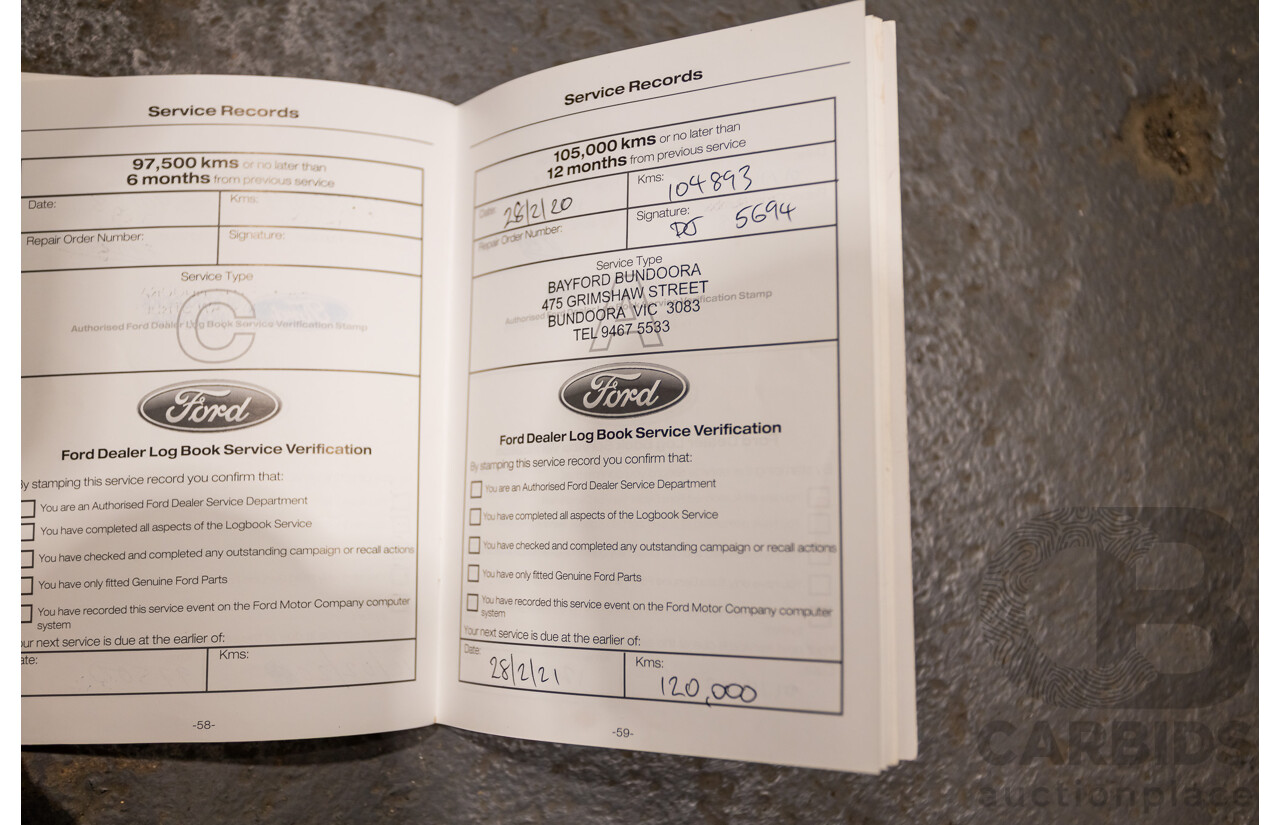 Service Records
97,500 kms or no later than
6 months from previous service
Date:
Kms:
Repair Order Number:
Signature:
Service Type
C
Authorised Ford Dealer Log Book Service Verification Stamp
Ford
Ford Dealer Log Book Service Verification
By stamping this service record you confirm that:
You are an Authorised Ford Dealer Service Department
You have completed all aspects of the Logbook Service
You have checked and completed any outstanding campaign or recall actions
You have only fitted Genuine Ford Parts
You have recorded this service event on the Ford Motor Company computer
system
our next service is due at the earlier of:
ate:
Kms:
-58-
Service Records
105,000 kms or no later than
12 months from previous service
Date: 28/2/20
Kms: 104893
Repair Order Number:
Signature: 5694
Service Type
A
BAYFORD BUNDOORA
475 GRIMSHAW STREET
Authorised Ford Dealer Log Book Service Verification Stamp
BUNDOORA VIC 3083
TEL 9467 5533
Ford
Ford Dealer Log Book Service Verification
By stamping this service record you confirm that:
You are an Authorised Ford Dealer Service Department
You have completed all aspects of the Logbook Service
You have checked and completed any outstanding campaign or recall actions
You have only fitted Genuine Ford Parts
You have recorded this service event on the Ford Motor Company computer
system
Your next service is due at the earlier of:
Date: 28/2/21
Kms: 120,000
-59-
CB
CARBIDS
auctionplace